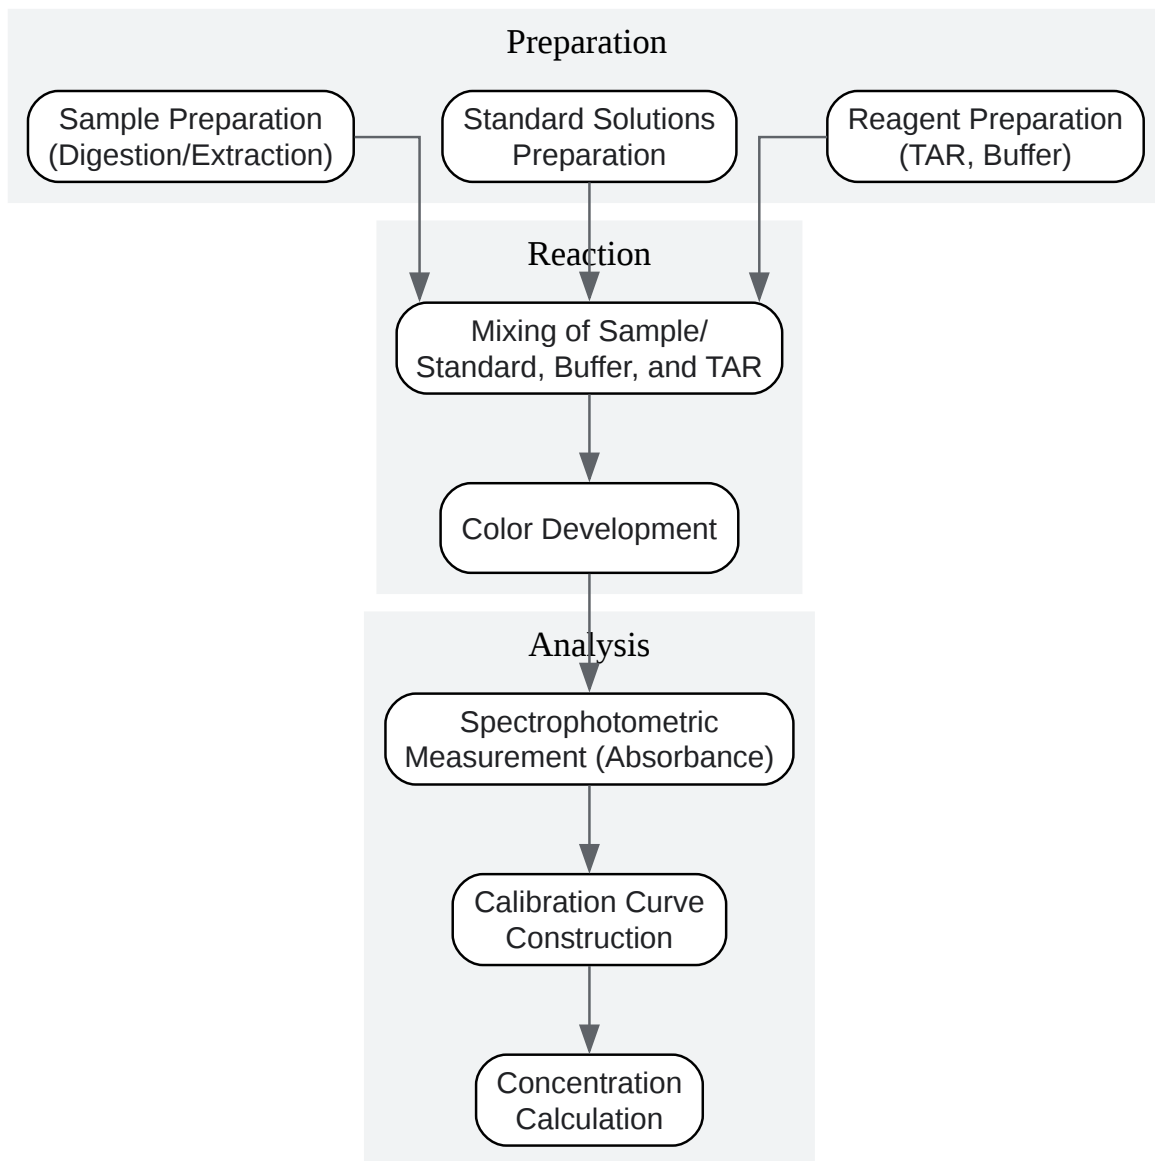 Preparation
Sample Preparation
(Digestion/Extraction)
Standard Solutions
Preparation
Reagent Preparation
(TAR, Buffer)
Reaction
Mixing of Sample/
Standard, Buffer, and TAR
Color Development
Analysis
Spectrophotometric
Measurement (Absorbance)
Calibration Curve
Construction
Concentration
Calculation